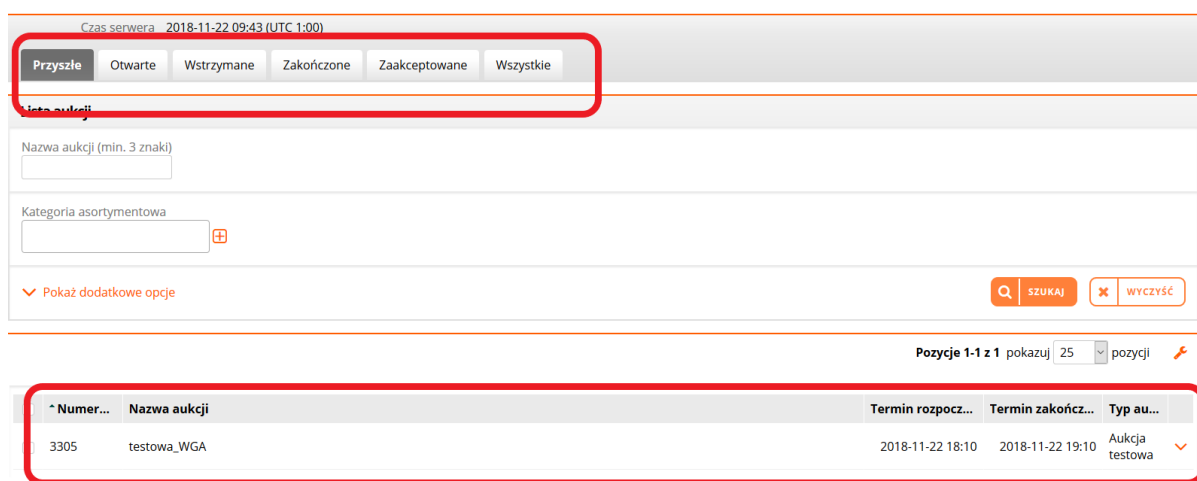 Czas serwera 2018-11-22 09:43 (UTC 1:00)
Przyszłe Otwarte Wstrzymane Zakończone Zaakceptowane Wszystkie
Lista aukcji
Nazwa aukcji (min. 3 znaki)
Kategoria asortymentowa
Pokaż dodatkowe opcje SZUKAJ WYCZYŚĆ
Pozycje 1-1 z 1 pokazuj 25 pozycji
Numer... Nazwa aukcji Termin rozpocz... Termin zakończ... Typ au...
3305 testowa_WGA 2018-11-22 18:10 2018-11-22 19:10 Aukcja
testowa